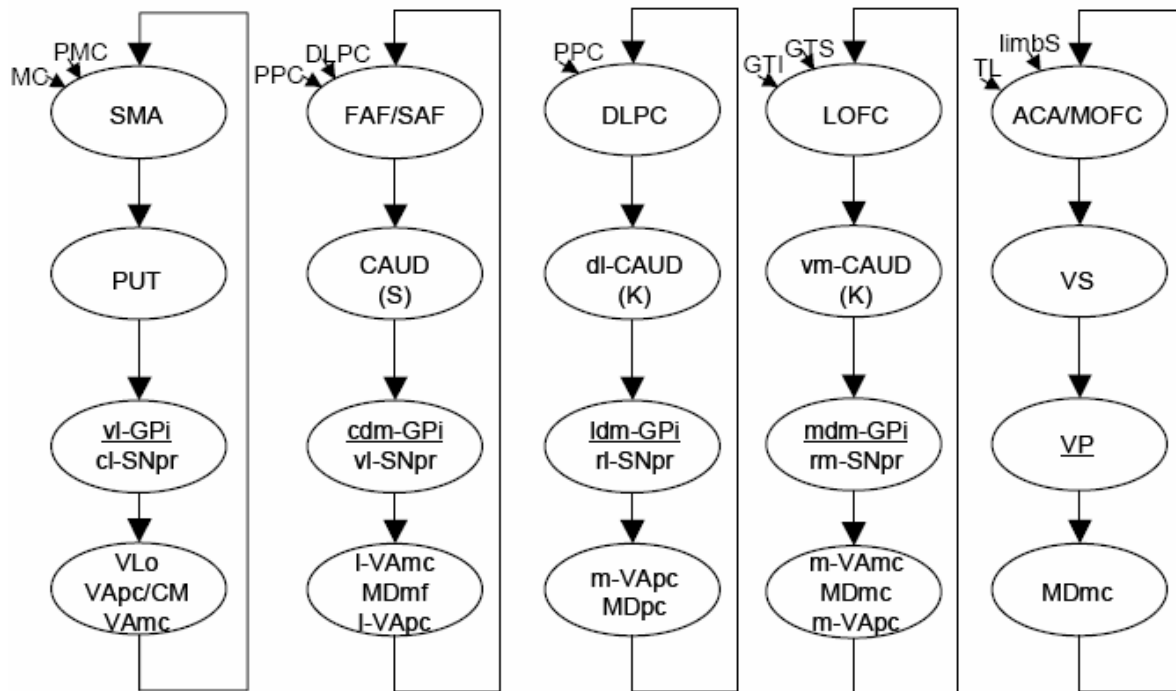 MC
PMC
SMA
PUT
vl-GPi
cl-SNpr
VLo
VApc/CM
VAmc
PPC
DLPC
FAF/SAF
CAUD
(S)
cdm-GPi
vl-SNpr
l-VAmc
MDmf
l-VApc
PPC
DLPC
dl-CAUD
(K)
ldm-GPi
rl-SNpr
m-VApc
MDpc
GTI
GTS
LOFC
vm-CAUD
(K)
mdm-GPi
rm-SNpr
m-VAmc
MDmc
m-VApc
TL
limbS
ACA/MOFC
VS
VP
MDmc